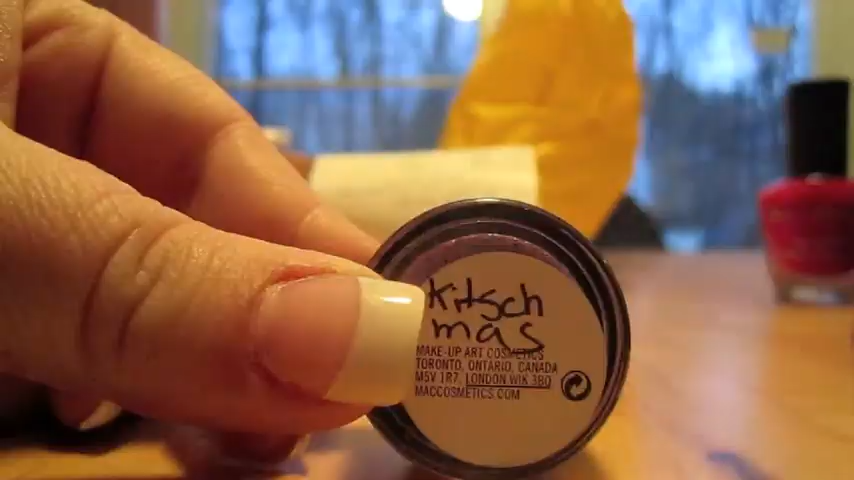 kitsch
mas
MAKE-UP ART COSMETICS
TORONTO, ONTARIO, CANADA
M5V 1R7, LONDON W1K 3BQ
MACCOSMETICS.COM